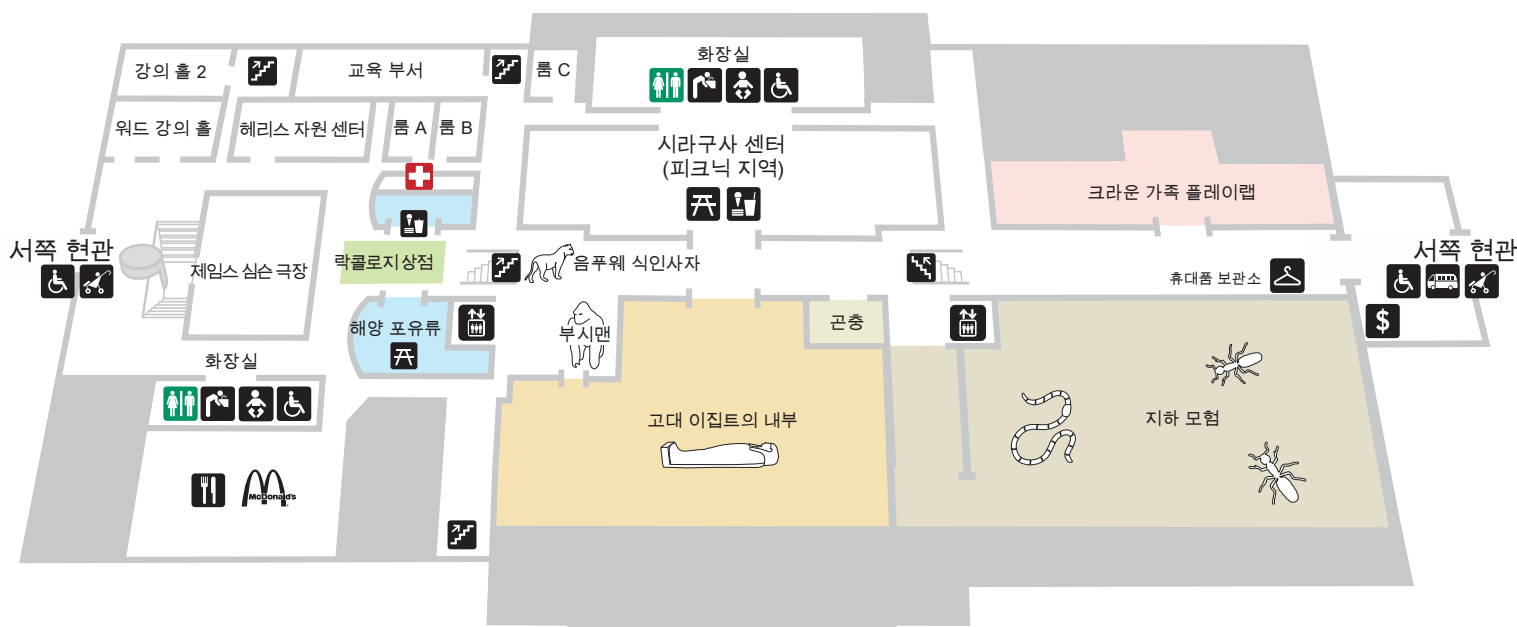 화장실
강의 홀 2
교육 부서
룸 C
워드 강의 홀
헤리스 자원 센터
룸 A
룸 B
시라구사 센터
(피크닉 지역)
크라운 가족 플레이랩
서쪽 현관
제임스 심슨 극장
락콜로지상점
음푸웨 식인사자
서쪽 현관
휴대품 보관소
해양 포유류
부시맨
곤충
$
화장실
고대 이집트의 내부
지하 모험
McDonald's